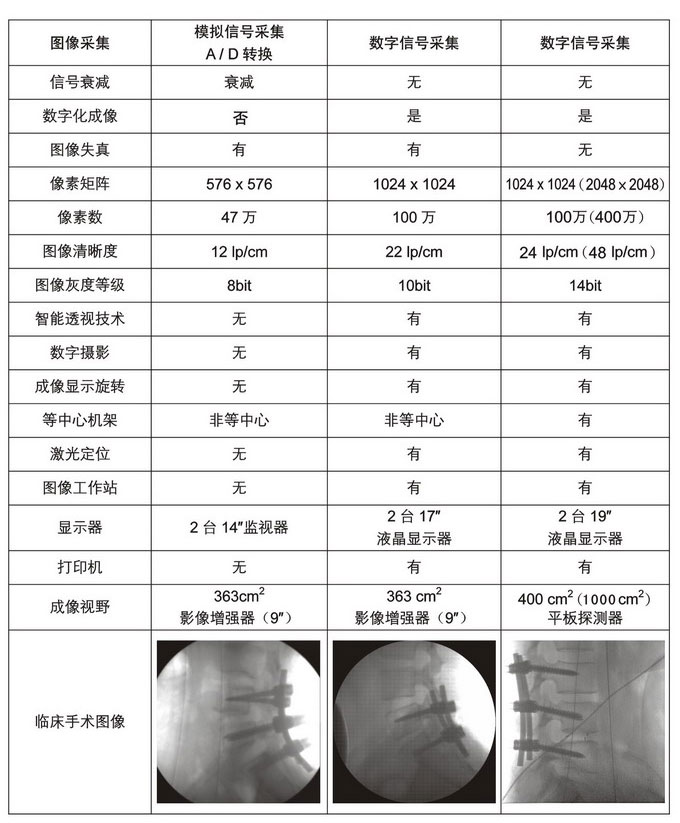 图像采集 模拟信号采集 数字信号采集 数字信号采集
A / D 转换
信号衰减 衰减 无 无
数字化成像 否 是 是
图像失真 有 有 无
像素矩阵 576 x 576 1024 x 1024 1024 x 1024（2048 x 2048）
像素数 47 万 100 万 100万（400万）
图像清晰度 12 lp/cm 22 lp/cm 24 lp/cm（48 lp/cm）
图像灰度等级 8bit 10bit 14bit
智能透视技术 无 有 有
数字摄影 无 有 有
成像显示旋转 无 有 有
等中心机架 非等中心 非等中心 有
激光定位 无 有 有
图像工作站 无 有 有
显示器 2 台 14″监视器 2 台 17″ 2 台 19″
液晶显示器 液晶显示器
打印机 无 有 有
成像视野 363cm² 363 cm² 400 cm²（1000 cm²）
影像增强器（9″） 影像增强器（9″） 平板探测器
临床手术图像